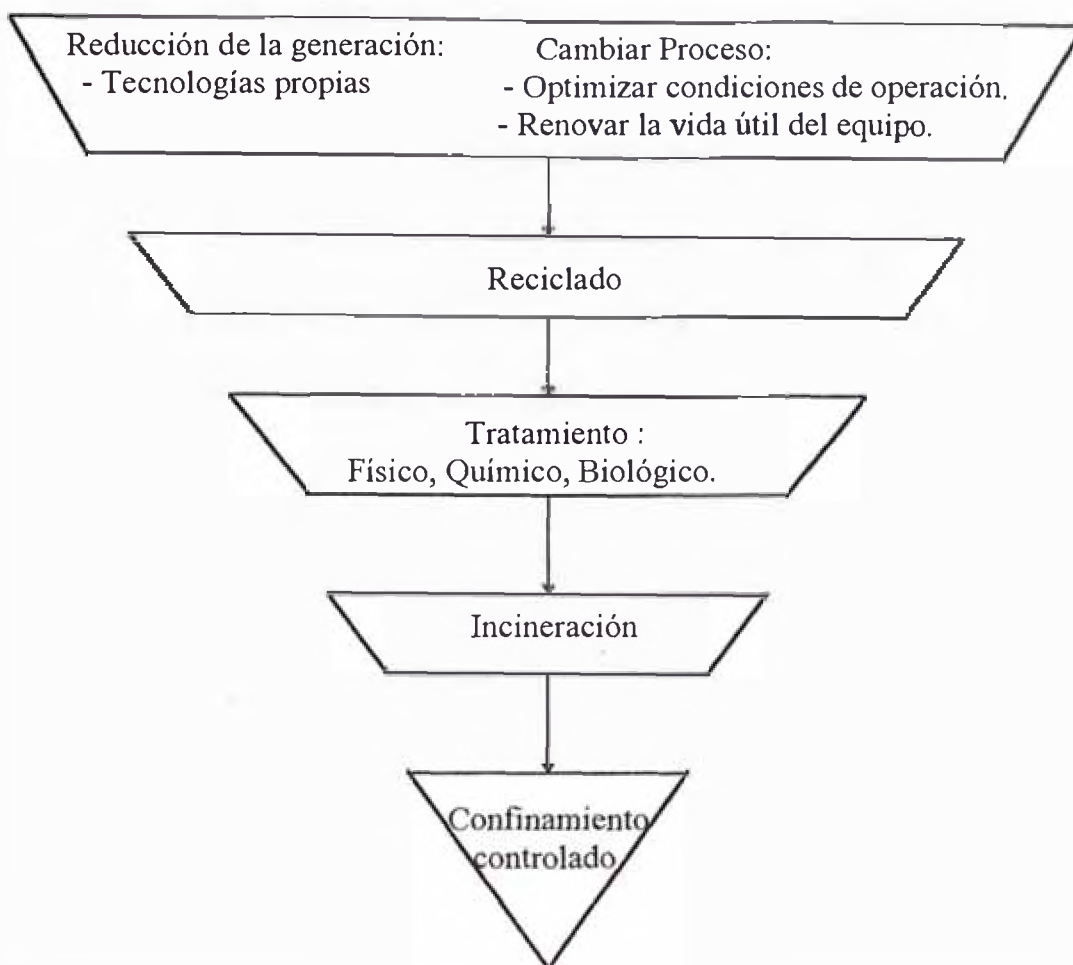 Reducción de la generación:
- Tecnologías propias
Cambiar Proceso:
- Optimizar condiciones de operación.
- Renovar la vida útil del equipo.
Reciclado
Tratamiento :
Físico, Químico, Biológico.
Incineración
Confinamiento
controlado